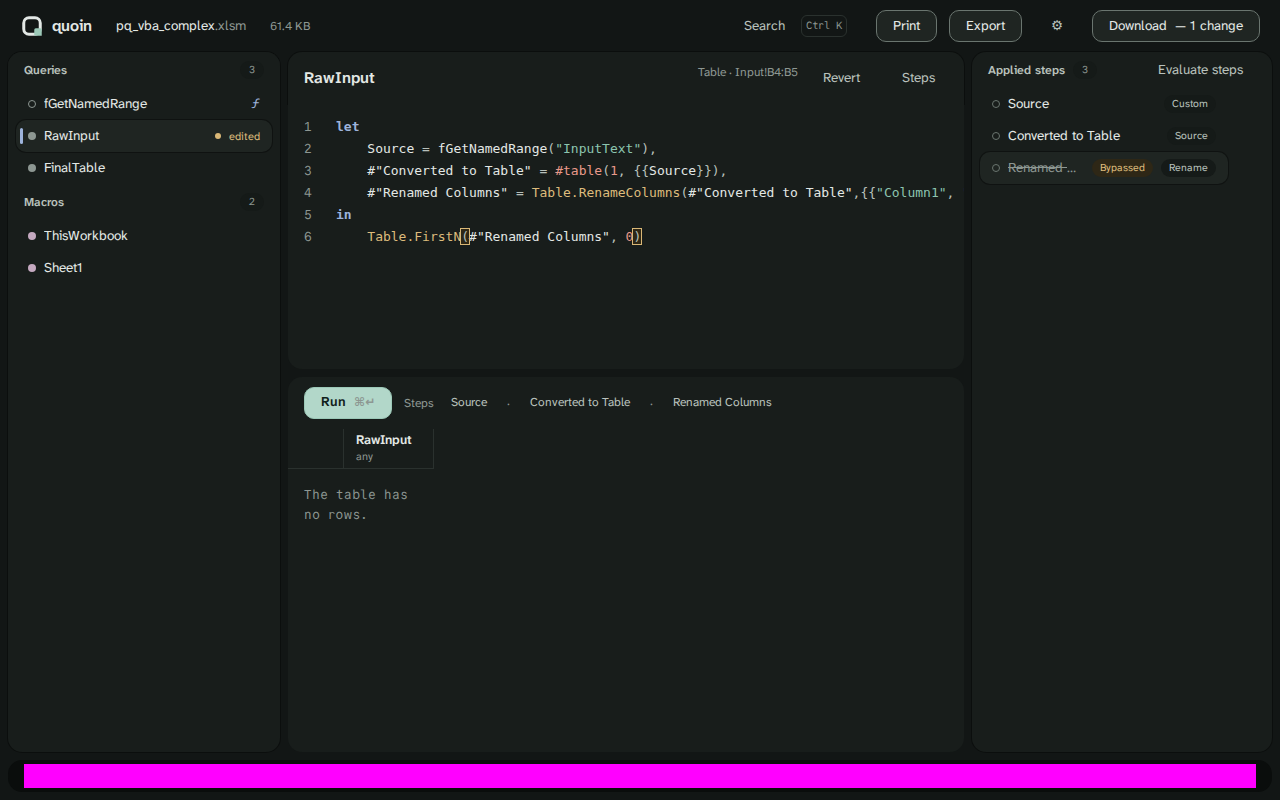 quoin pq_vba_complex.xlsm 61.4 KB Search Ctrl K Print Export ⚙ Download — 1 change
Queries 3
fGetNamedRange ƒ
RawInput edited
FinalTable
Macros 2
ThisWorkbook
Sheet1
RawInput Table · Input!B4:B5 Revert Steps
1 let
2 Source = fGetNamedRange("InputText"),
3 #"Converted to Table" = #table(1, {{Source}}),
4 #"Renamed Columns" = Table.RenameColumns(#"Converted to Table",{{"Column1",
5 in
6 Table.FirstN(#"Renamed Columns", 0)
Run ⌘↵ Steps Source · Converted to Table · Renamed Columns
RawInput
any
The table has
no rows.
Applied steps 3 Evaluate steps
Source Custom
Converted to Table Source
Renamed ... Bypassed Rename